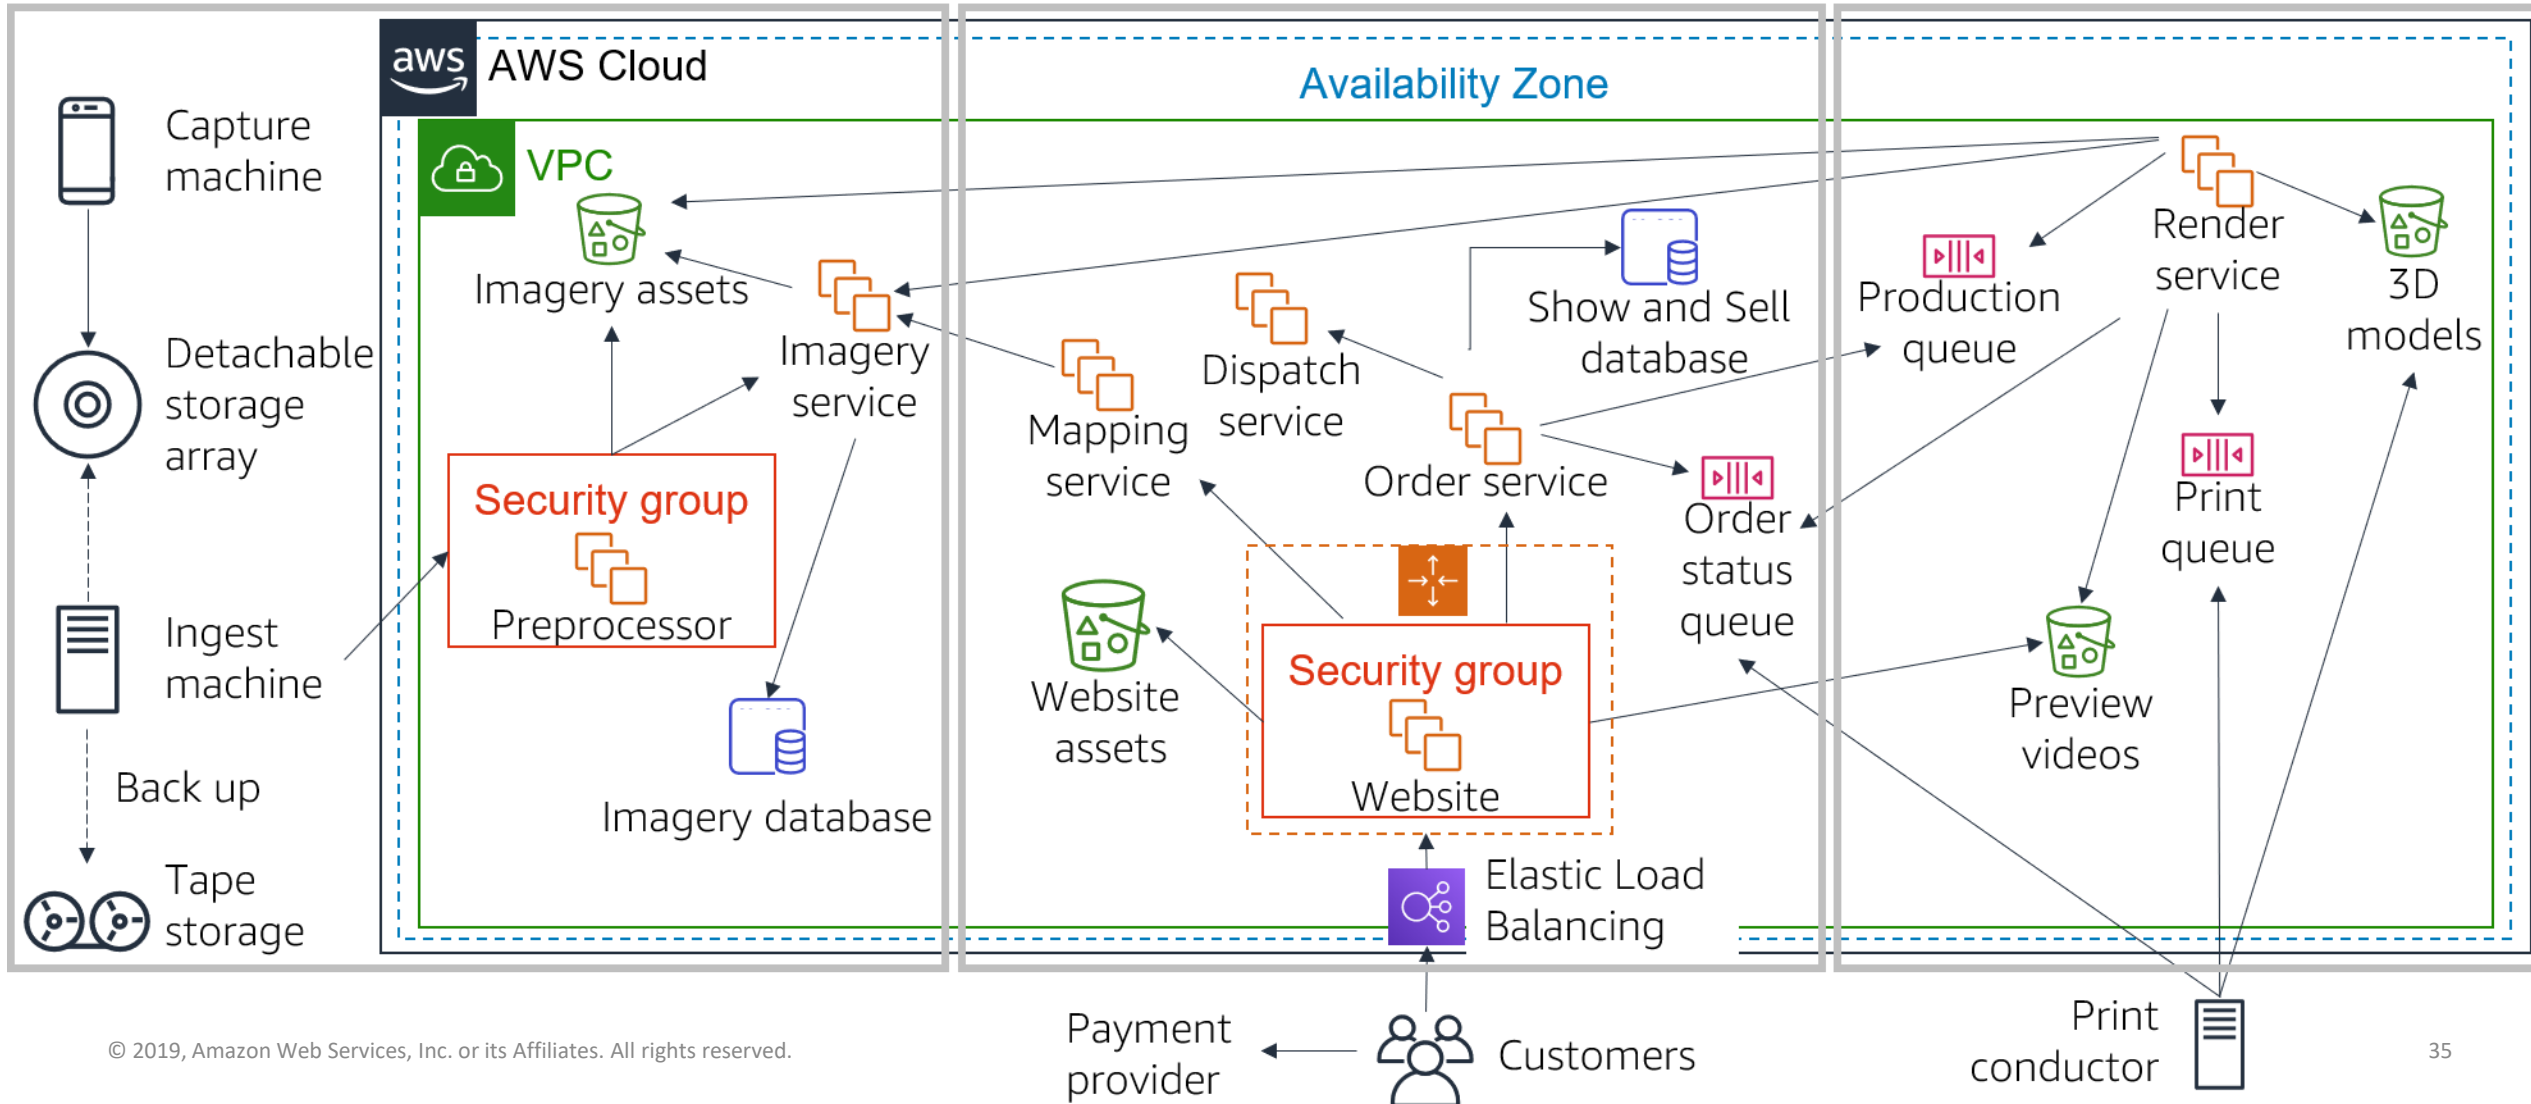 aws
AWS Cloud
Availability Zone
VPC
Capture
machine
Detachable
storage
array
Ingest
machine
Back up
Tape
storage
Imagery assets
Imagery
service
Security group
Preprocessor
Imagery database
Mapping
service
Dispatch
service
Show and Sell
database
Order service
Order
status
queue
Website
assets
Security group
Website
Elastic Load
Balancing
Production
queue
Render
service
3D
models
Print
queue
Preview
videos
Payment
provider
Customers
Print
conductor
© 2019, Amazon Web Services, Inc. or its Affiliates. All rights reserved.
35